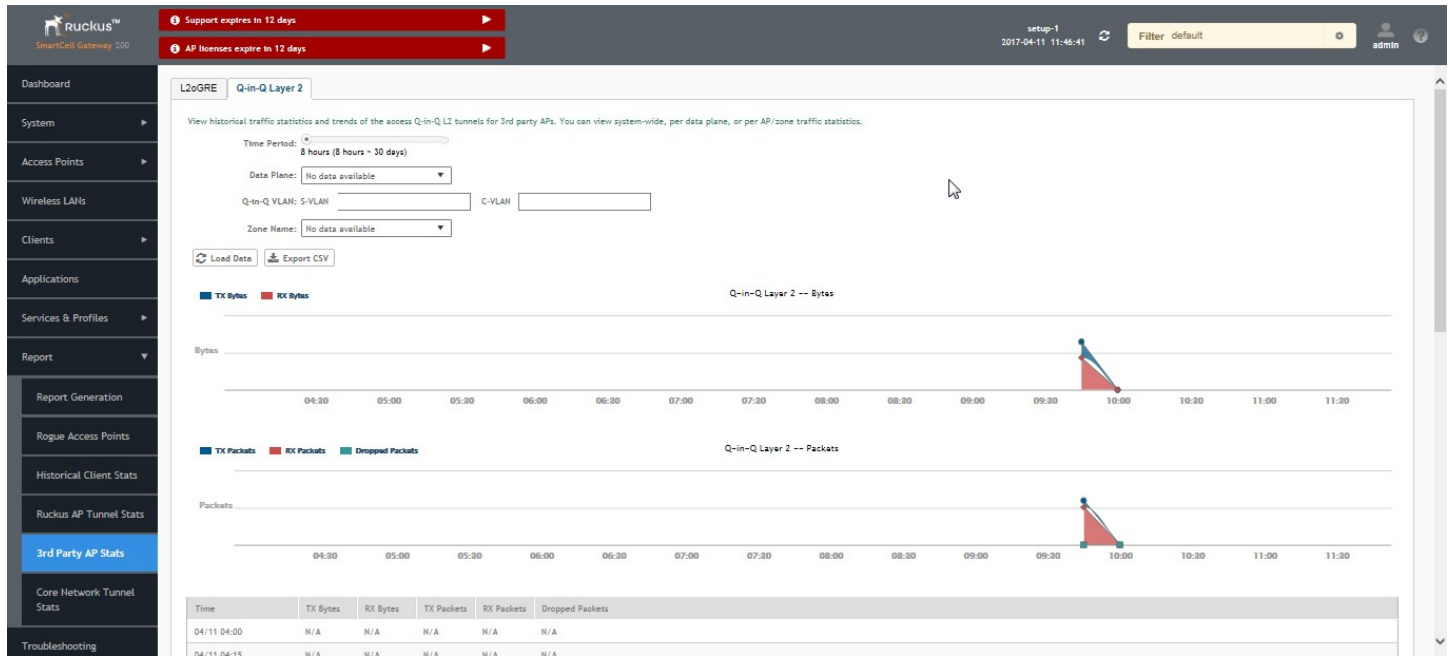 Ruckus™
SmartCell Gateway 200
Support expires in 12 days
AP licenses expire in 12 days
setup-1
2017-04-11 11:46:41
Filter default
admin
Dashboard
System
Access Points
Wireless LANs
Clients
Applications
Services & Profiles
Report
Report Generation
Rogue Access Points
Historical Client Stats
Ruckus AP Tunnel Stats
3rd Party AP Stats
Core Network Tunnel
Stats
Troubleshooting
L2oGRE Q-in-Q Layer 2
View historical traffic statistics and trends of the access Q-in-Q L2 tunnels for 3rd party APs. You can view system-wide, per data plane, or per AP/zone traffic statistics.
Time Period:
8 hours (8 hours ~ 30 days)
Data Plane: No data available
Q-in-Q VLAN: S-VLAN C-VLAN
Zone Name: No data available
Load Data Export CSV
TX Bytes RX Bytes Q-in-Q Layer 2 -- Bytes
Bytes
04:30 05:00 05:30 06:00 06:30 07:00 07:30 08:00 08:30 09:00 09:30 10:00 10:30 11:00 11:30
TX Packets RX Packets Dropped Packets Q-in-Q Layer 2 -- Packets
Packets
04:30 05:00 05:30 06:00 06:30 07:00 07:30 08:00 08:30 09:00 09:30 10:00 10:30 11:00 11:30
Time TX Bytes RX Bytes TX Packets RX Packets Dropped Packets
04/11 04:00 N/A N/A N/A N/A N/A
04/11 04:15 N/A N/A N/A N/A N/A